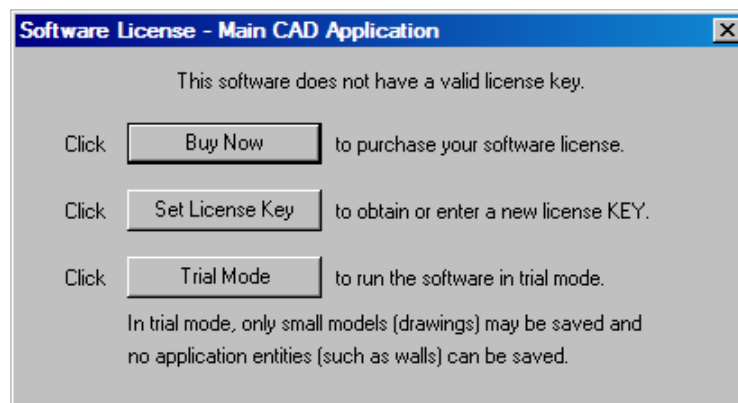 Software License - Main CAD Application
This software does not have a valid license key.
Click Buy Now to purchase your software license.
Click Set License Key to obtain or enter a new license KEY.
Click Trial Mode to run the software in trial mode.
In trial mode, only small models (drawings) may be saved and
no application entities (such as walls) can be saved.